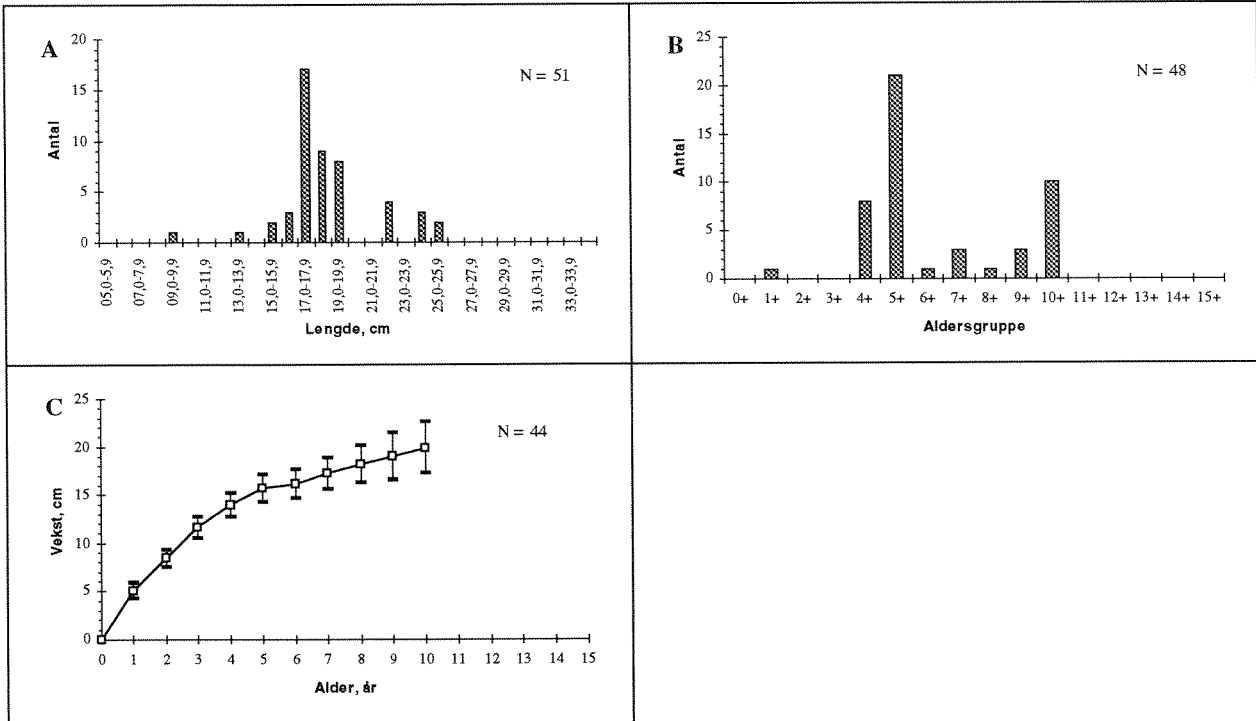 A
N = 51
Antal
20
15
10
5
0
05,0-5,9
07,0-7,9
09,0-9,9
11,0-11,9
13,0-13,9
15,0-15,9
17,0-17,9
19,0-19,9
21,0-21,9
23,0-23,9
25,0-25,9
27,0-27,9
29,0-29,9
31,0-31,9
33,0-33,9
Lengde, cm
B
N = 48
Antal
25
20
15
10
5
0
0+ 1+ 2+ 3+ 4+ 5+ 6+ 7+ 8+ 9+ 10+ 11+ 12+ 13+ 14+ 15+
Aldersgruppe
C
N = 44
Vekst, cm
25
20
15
10
5
0
0 1 2 3 4 5 6 7 8 9 10 11 12 13 14 15
Alder, år